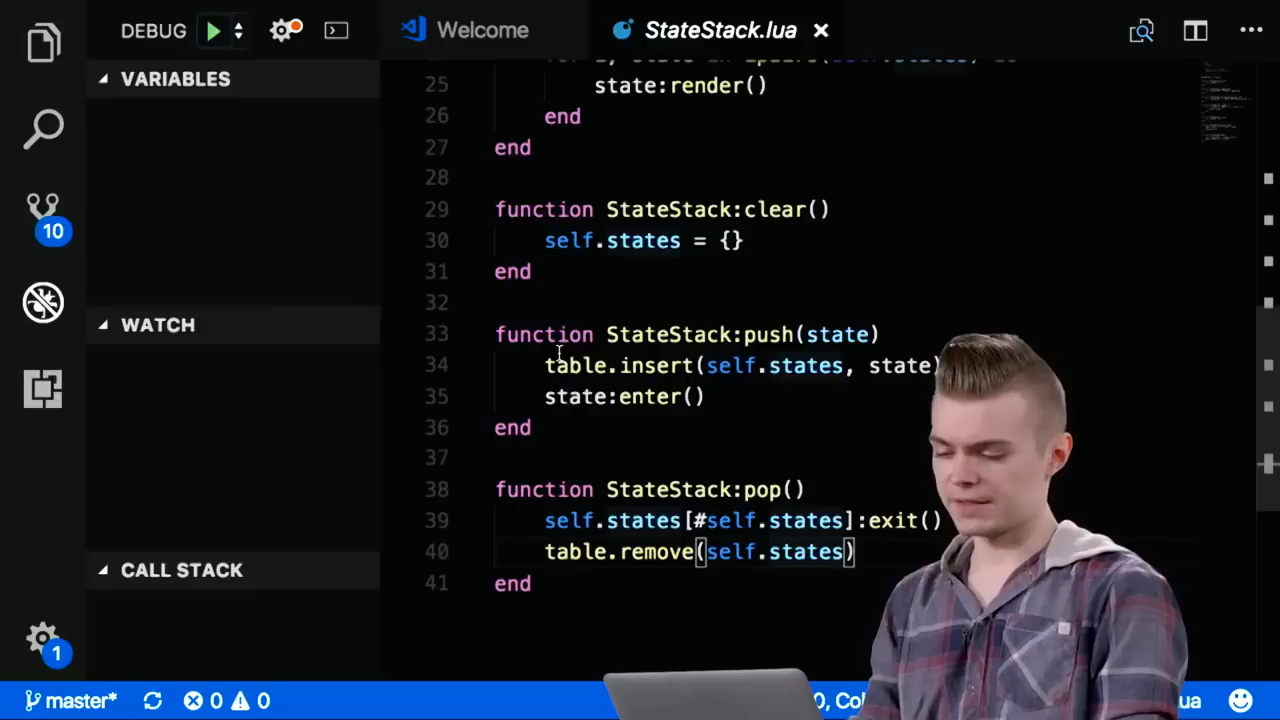 DEBUG
Welcome
StateStack.lua
VARIABLES
WATCH
CALL STACK
10
1
25 state:render()
26 end
27 end
28
29 function StateStack:clear()
30 self.states = {}
31 end
32
33 function StateStack:push(state)
34 table.insert(self.states, state)
35 state:enter()
36 end
37
38 function StateStack:pop()
39 self.states[#self.states]:exit()
40 table.remove(self.states)
41 end
master*
0 0